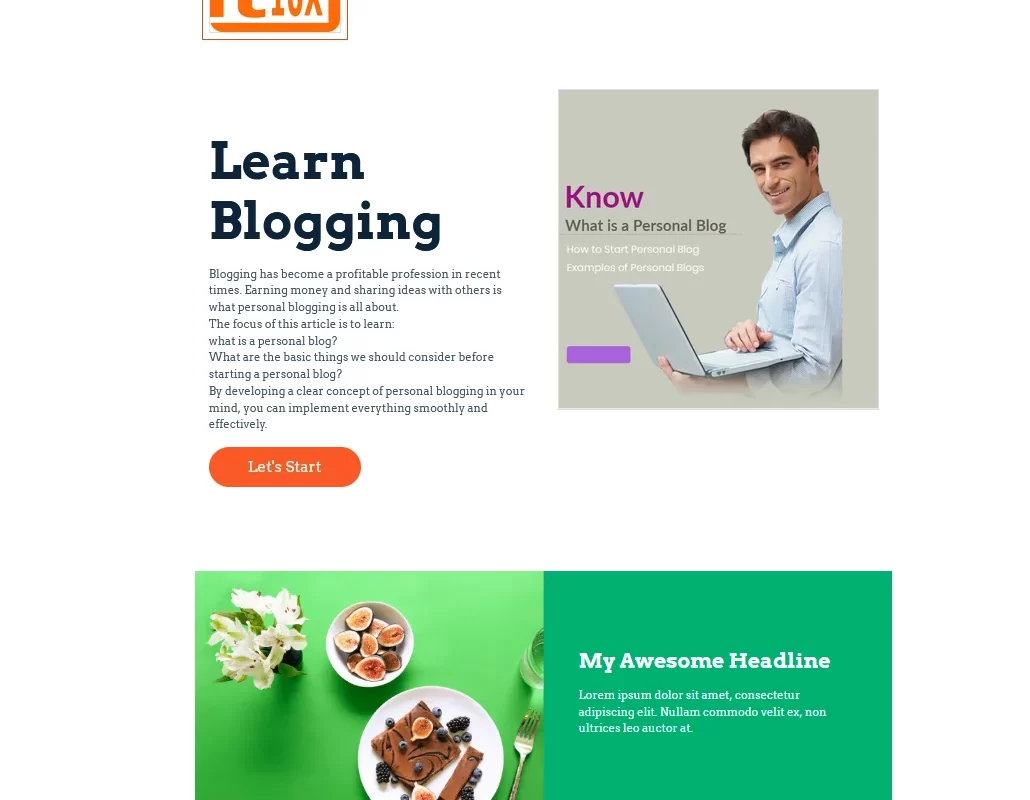 Learn
Blogging
Blogging has become a profitable profession in recent
times. Earning money and sharing ideas with others is
what personal blogging is all about.
The focus of this article is to learn:
what is a personal blog?
What are the basic things we should consider before
starting a personal blog?
By developing a clear concept of personal blogging in your
mind, you can implement everything smoothly and
effectively.
Let's Start
Know
What is a Personal Blog
How to Start Personal Blog
Examples of Personal Blogs
My Awesome Headline
Lorem ipsum dolor sit amet, consectetur
adipiscing elit. Nullam commodo velit ex, non
ultrices leo auctor at.